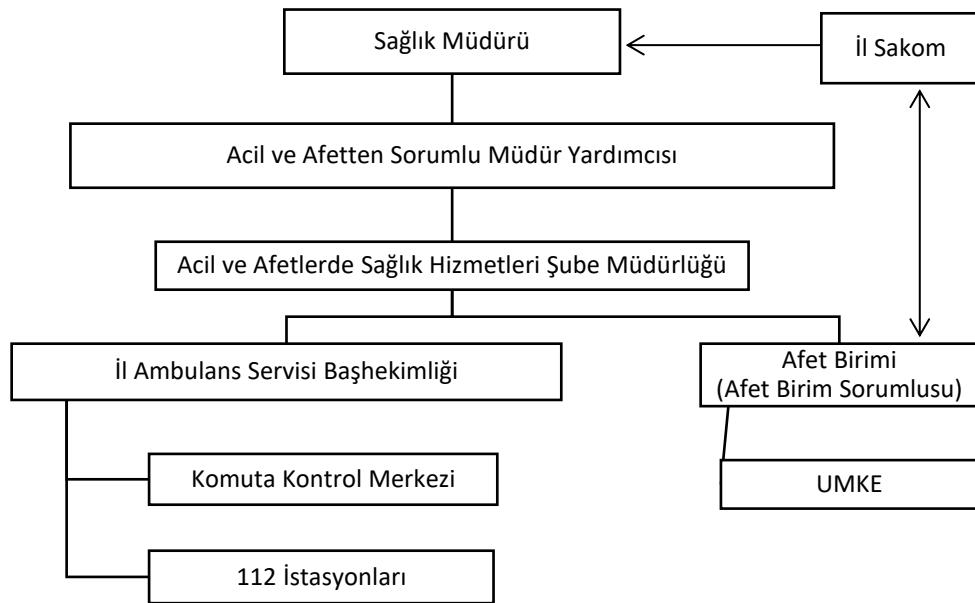 Sağlık Müdürü
İl Sakom
Acil ve Afetten Sorumlu Müdür Yardımcısı
Acil ve Afetlerde Sağlık Hizmetleri Şube Müdürlüğü
İl Ambulans Servisi Başhekimliği
Afet Birimi
(Afet Birim Sorumlusu)
Komuta Kontrol Merkezi
UMKE
112 İstasyonları